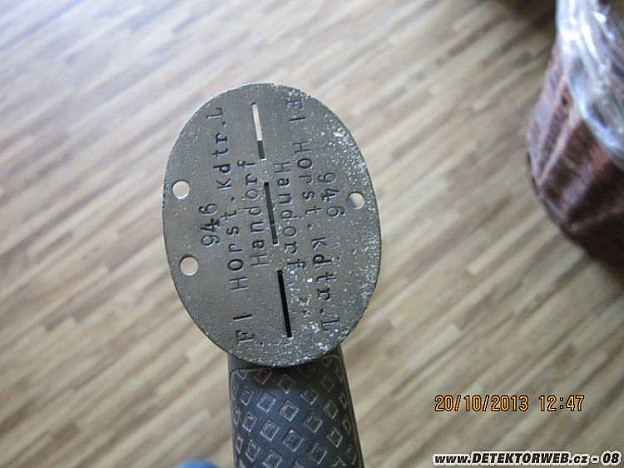 946
Fl Horst.Kdtr.L
Handorf
946
Fl Horst.Kdtr.L
Handorf
20/10/2013 12:47
www.DETEKTORWEB.cz - 08